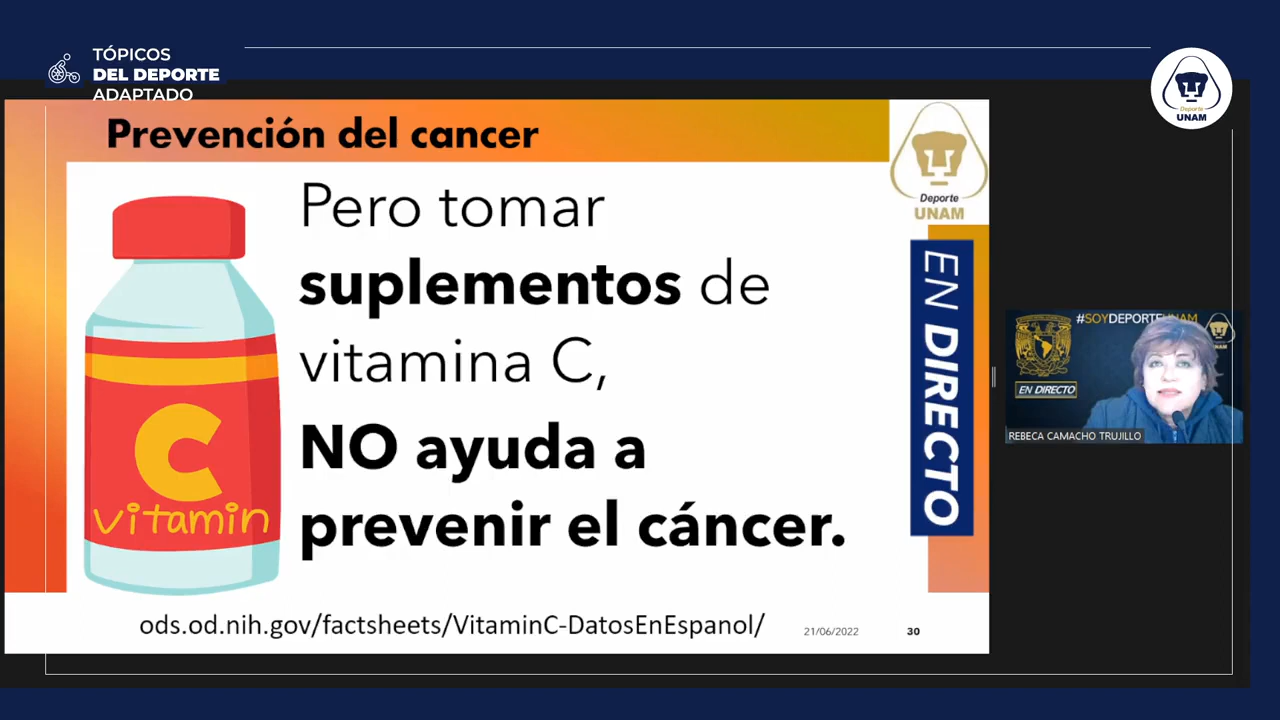 TÓPICOS
DEL DEPORTE
ADAPTADO
Deporte
UNAM
Prevención del cancer
Deporte
UNAM
Pero tomar
suplementos de
vitamina C,
NO ayuda a
prevenir el cáncer.
C
vitamin
EN DIRECTO
#SOYDEPORTEUNAM
EN DIRECTO
REBECA CAMACHO TRUJILLO
ods.od.nih.gov/factsheets/VitaminC-DatosEnEspanol/
21/06/2022
30